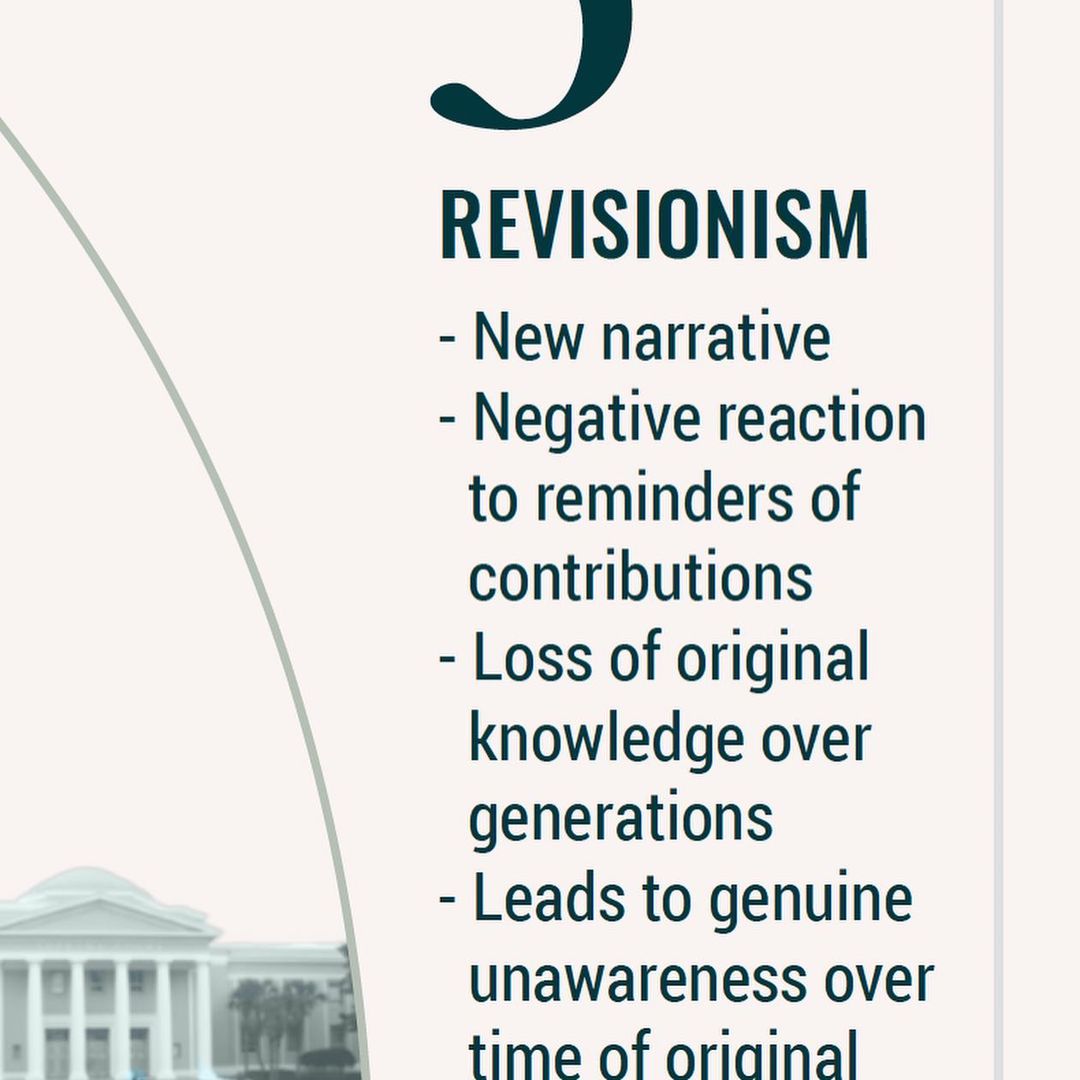 REVISIONISM
- New narrative
- Negative reaction
to reminders of
contributions
- Loss of original
knowledge over
generations
- Leads to genuine
unawareness over
time of original